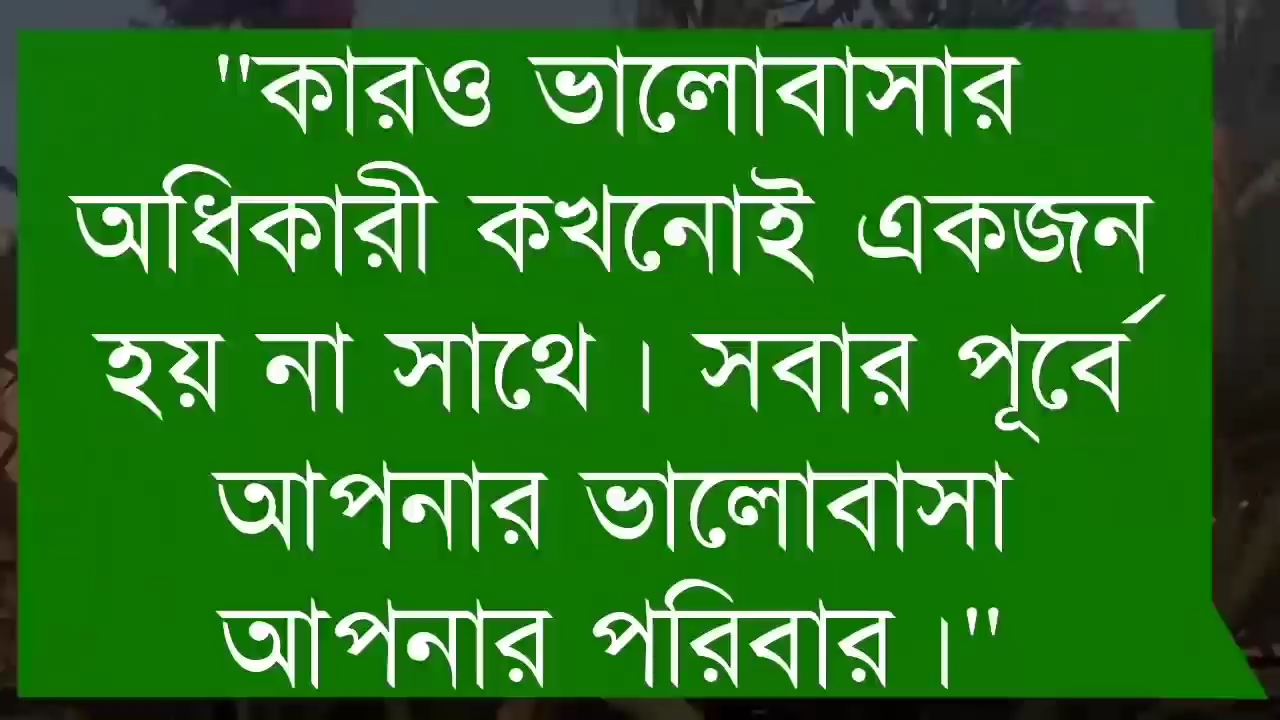 "কারও ভালোবাসার
অধিকারী কখনোই একজন
হয় না সাথে। সবার পূর্বে
আপনার ভালোবাসা
আপনার পরিবার।"